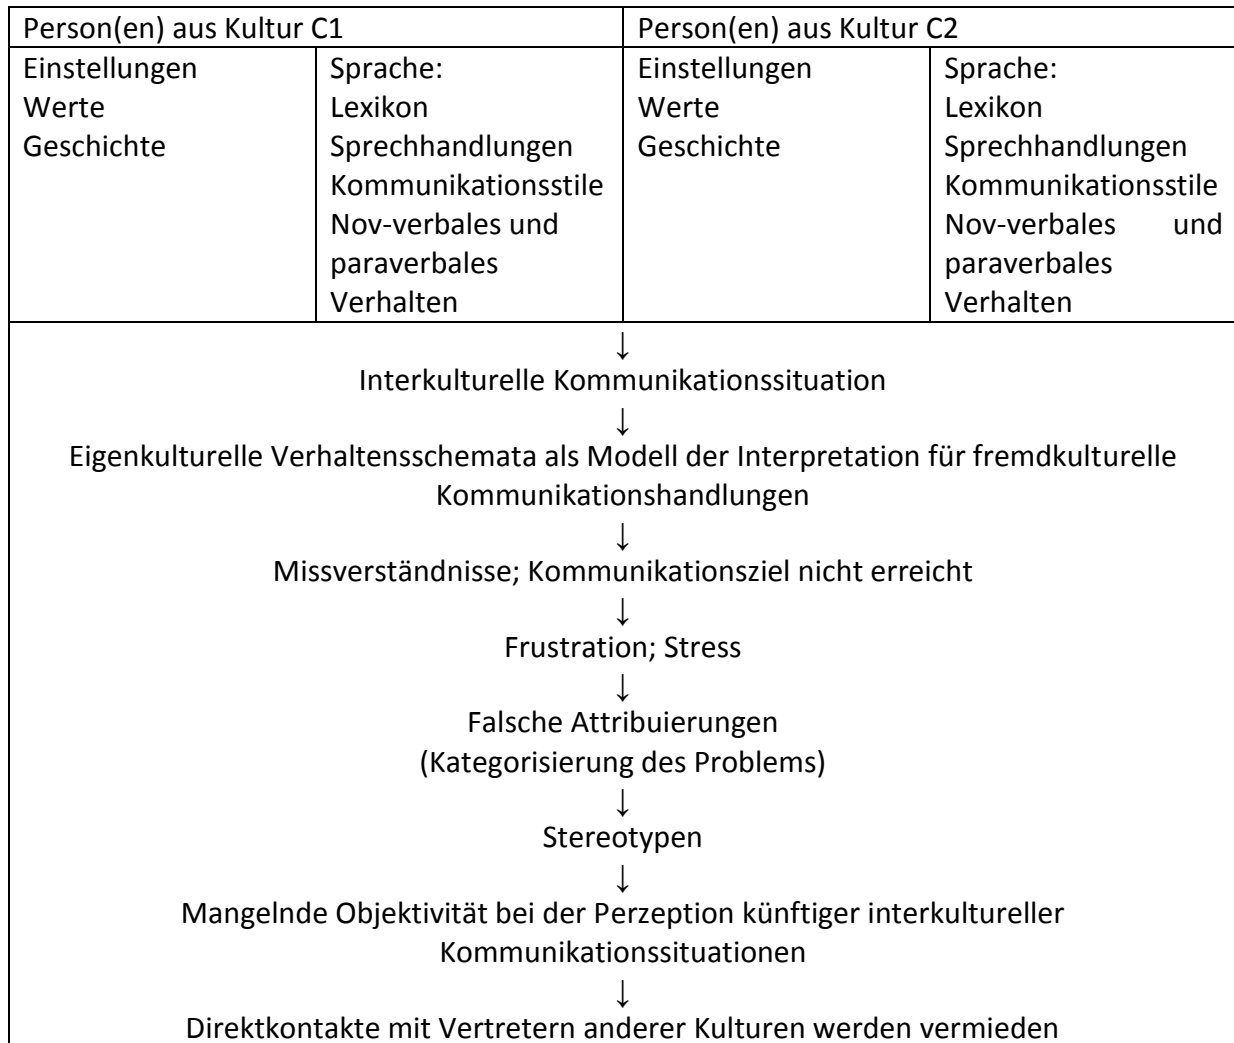 Person(en) aus Kultur C1
Person(en) aus Kultur C2
Einstellungen
Werte
Geschichte
Sprache:
Lexikon
Sprechhandlungen
Kommunikationsstile
Nov-verbales und
paraverbales
Verhalten
Einstellungen
Werte
Geschichte
Sprache:
Lexikon
Sprechhandlungen
Kommunikationsstile
Nov-verbales und
paraverbales
Verhalten
↓
Interkulturelle Kommunikationssituation
↓
Eigenkulturelle Verhaltensschemata als Modell der Interpretation für fremdkulturelle
Kommunikationshandlungen
↓
Missverständnisse; Kommunikationsziel nicht erreicht
↓
Frustration; Stress
↓
Falsche Attribuierungen
(Kategorisierung des Problems)
↓
Stereotypen
↓
Mangelnde Objektivität bei der Perzeption künftiger interkultureller
Kommunikationssituationen
↓
Direktkontakte mit Vertretern anderer Kulturen werden vermieden